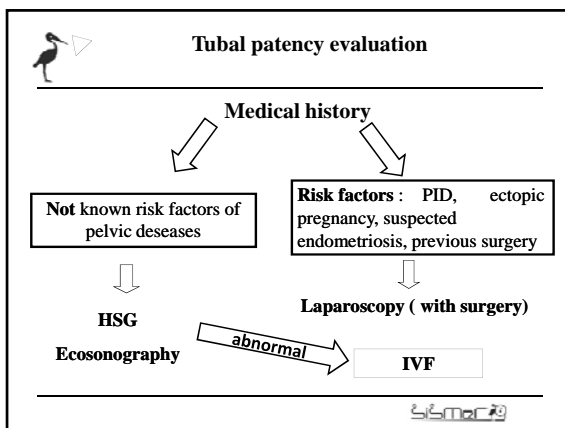 Tubal patency evaluation
Medical history
Not known risk factors of
pelvic deseases
Risk factors : PID, ectopic
pregnancy, suspected
endometriosis, previous surgery
HSG
Ecosonography
Laparoscopy ( with surgery)
abnormal
IVF
sismer